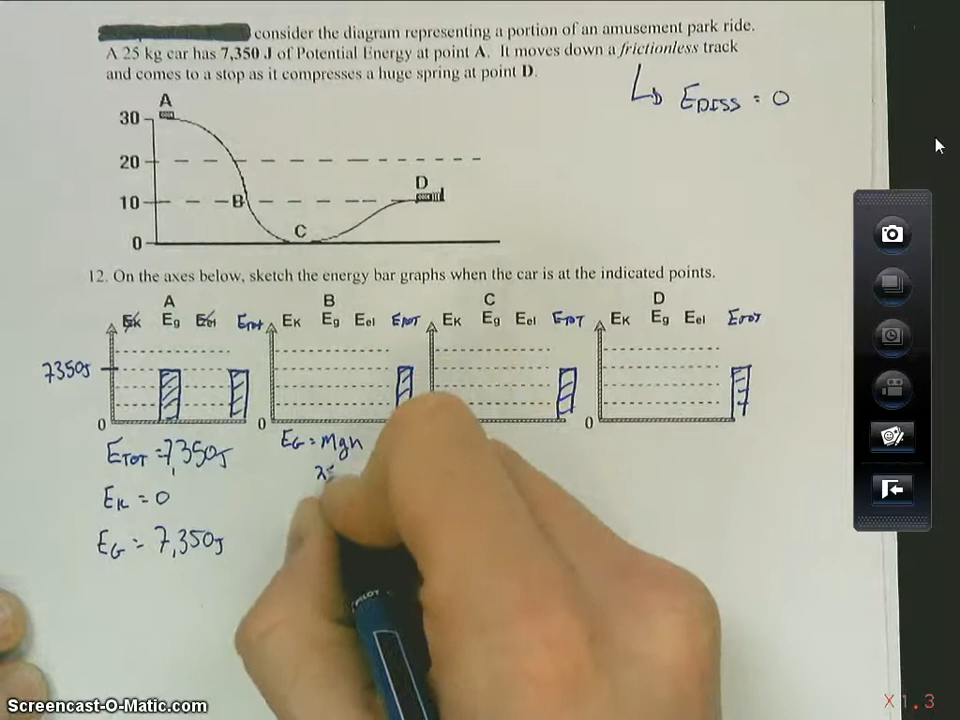 consider the diagram representing a portion of an amusement park ride.
A 25 kg car has 7,350 J of Potential Energy at point A. It moves down a frictionless track
and comes to a stop as it compresses a huge spring at point D.
EDISS = 0
A
30
20
D
10
B
C
0
12. On the axes below, sketch the energy bar graphs when the car is at the indicated points.
A B C D
Ek Eg Eel ETOT Ek Eg Eel ETOT Ek Eg Eel ETOT Ek Eg Eel ETOT
7350J
0 0 0
ETOT = 7,350J
EG = mgh
EK = 0
EG = 7,350J
PILOT
Screencast-O-Matic.com
X1.3